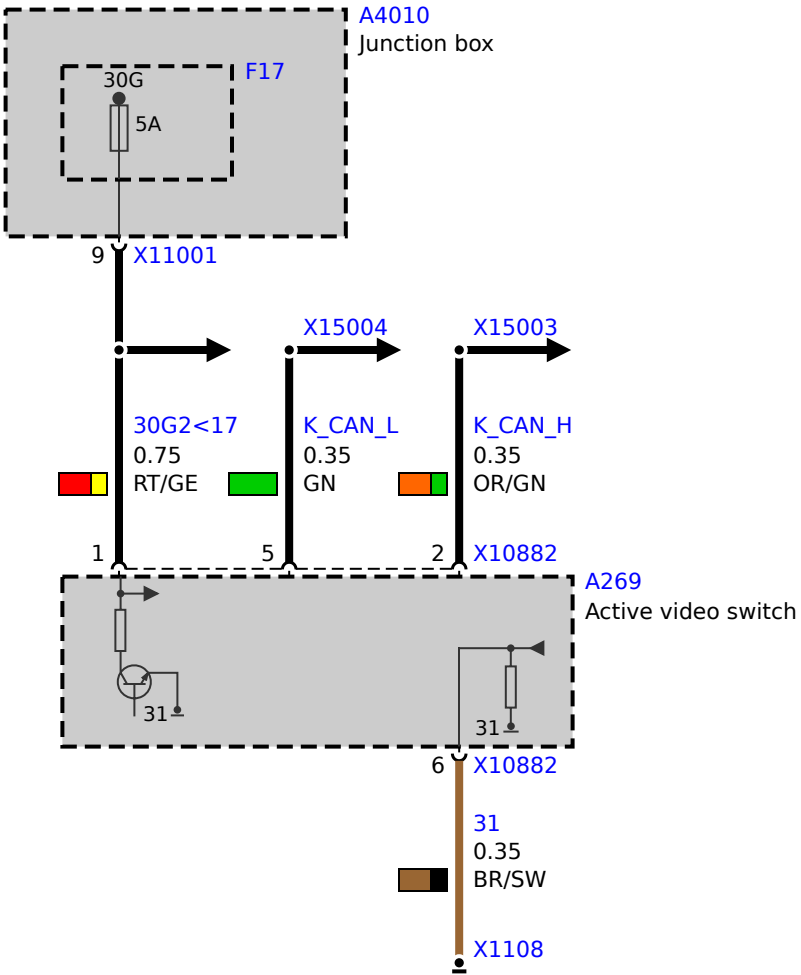 A4010
Junction box
F17
30G
5A
9 X11001
X15004
X15003
30G2<17
0.75
RT/GE
K_CAN_L
0.35
GN
K_CAN_H
0.35
OR/GN
1
5
2 X10882
A269
Active video switch
31
31
6 X10882
31
0.35
BR/SW
X1108